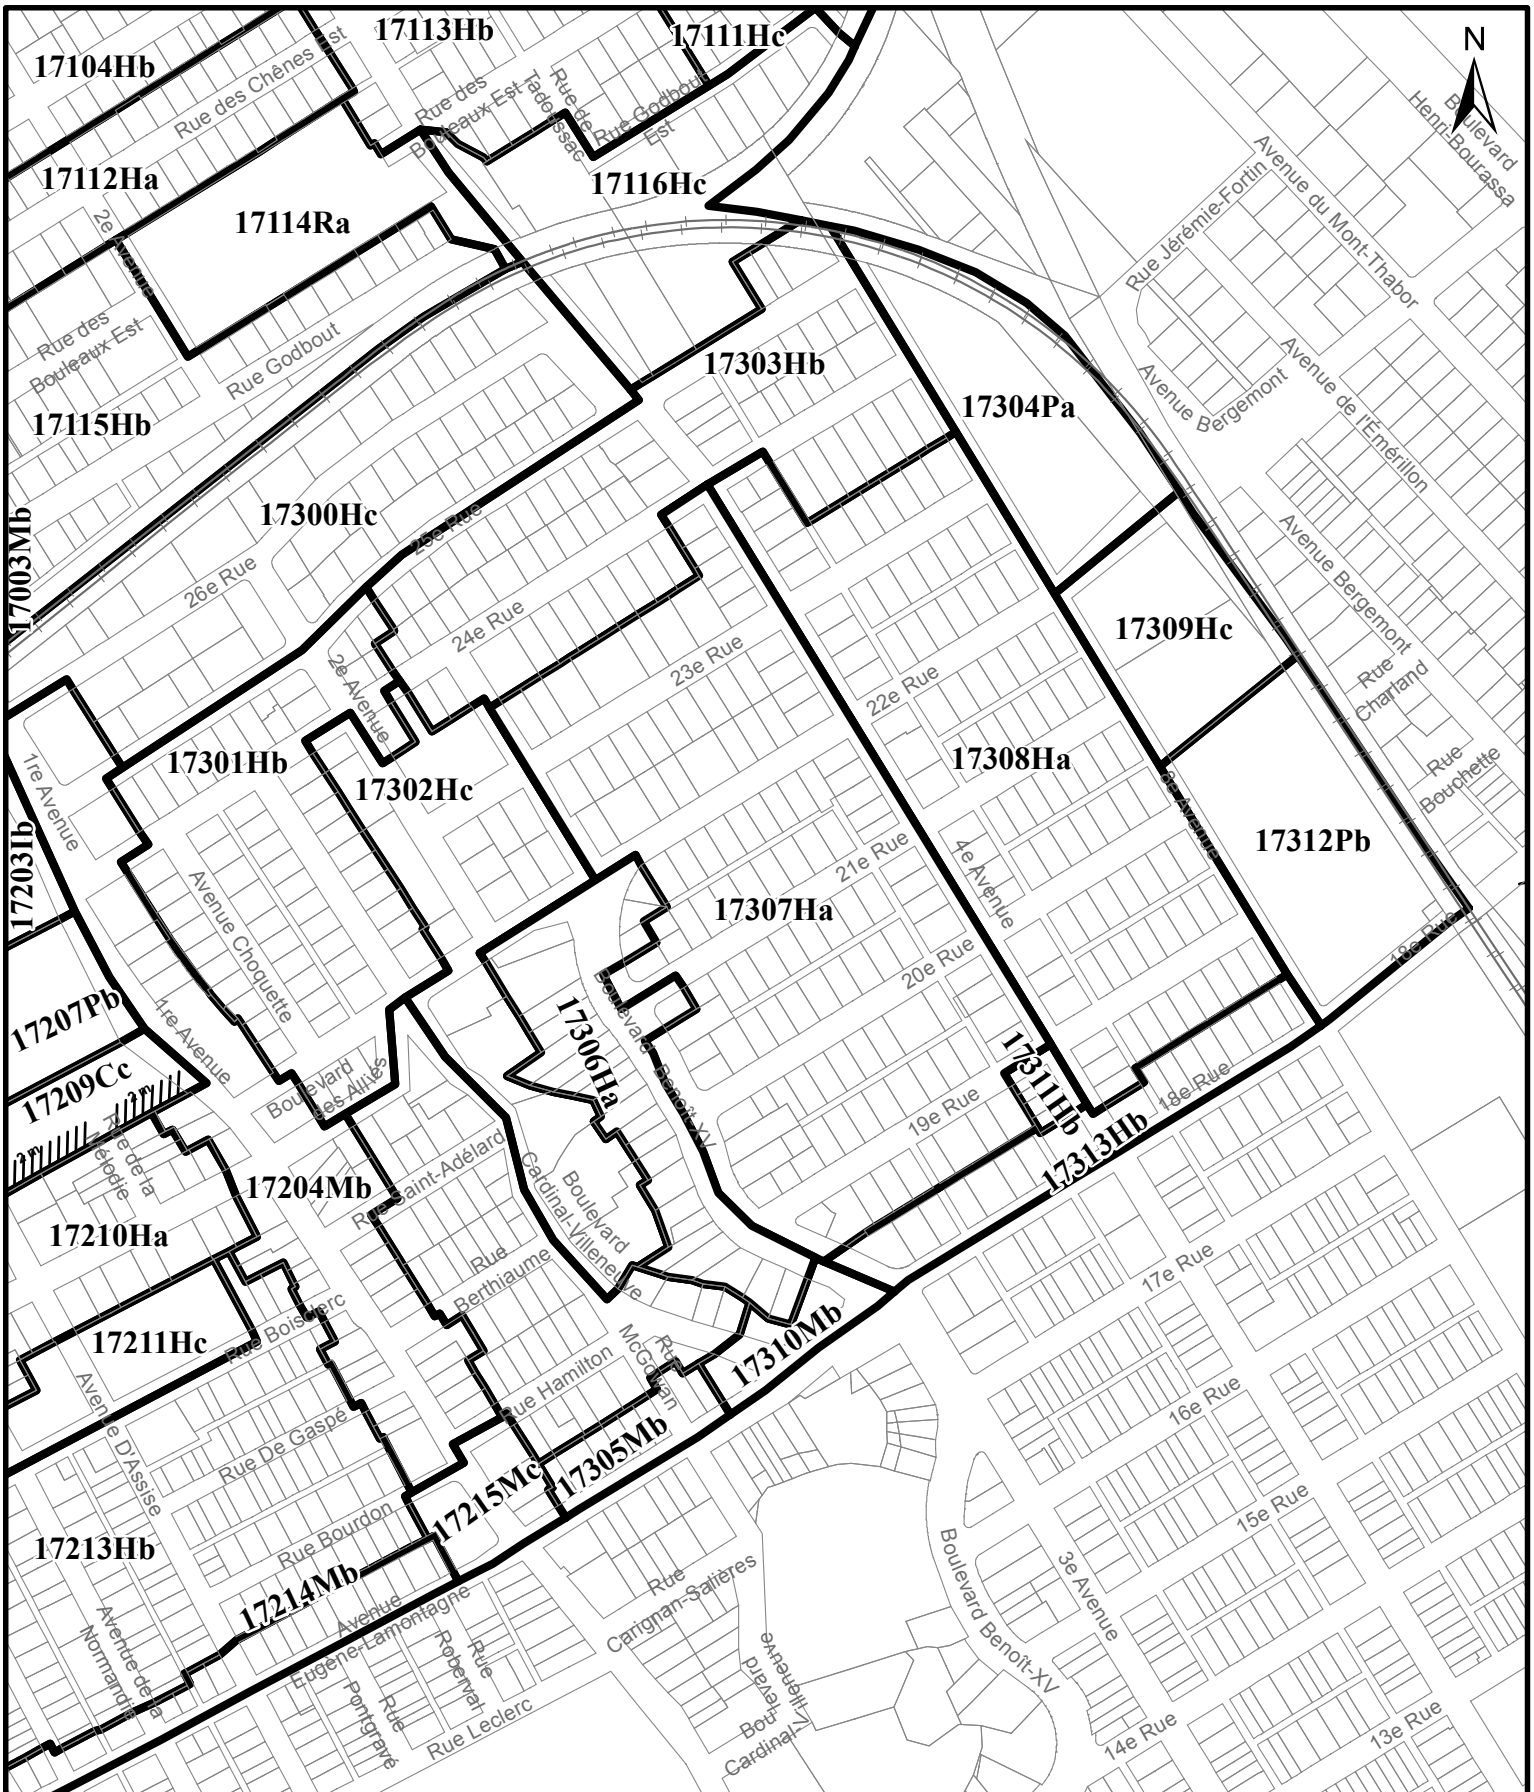 17113Hb
17111Hc
N
17104Hb
Rue des Chênes Est
Rue des
Bouleaux Est
Rue de
Tadoussac
Rue Godbout
Est
Boulevard
Henri-Bourassa
17112Ha
17116Hc
Avenue du Mont-Thabor
Rue Jérémie-Fortin
17114Ra
2e Avenue
Rue des
Bouleaux Est
Rue Godbout
17303Hb
17304Pa
Avenue Bergemont
Avenue de l'Émérillon
17115Hb
17300Hc
25e Rue
17003Mb
26e Rue
24e Rue
Avenue Bergemont
17309Hc
2e Avenue
23e Rue
22e Rue
Rue
Charland
1re Avenue
17301Hb
17302Hc
17308Ha
Rue
Bouchette
8e Avenue
17312Pb
17203Ib
21e Rue
4e Avenue
Avenue Choquette
17307Ha
18e Rue
20e Rue
17207Pb
1re Avenue
17306Ha
Boulevard Benoît-XV
17209Cc
Boulevard
des Alliés
17311Hb
18e Rue
19e Rue
17313Hb
Rue de la
Mélodie
17204Mb
Rue Saint-Adélard
Boulevard
Cardinal-Villeneuve
17210Ha
Rue
Berthiaume
17e Rue
17211Hc
Rue Boisclerc
17310Mb
Rue
McGowan
Rue Hamilton
16e Rue
Avenue D'Assise
Rue De Gaspé
17305Mb
17215Mc
15e Rue
17213Hb
Rue Bourdon
17214Mb
Avenue
Eugène-Lamontagne
Rue
Carignan-Salières
Boulevard Benoît-XV
3e Avenue
Avenue de la
Normandie
Rue
Roberval
Rue
Pontgravé
Rue Leclerc
Boulevard
Cardinal-Villeneuve
14e Rue
13e Rue